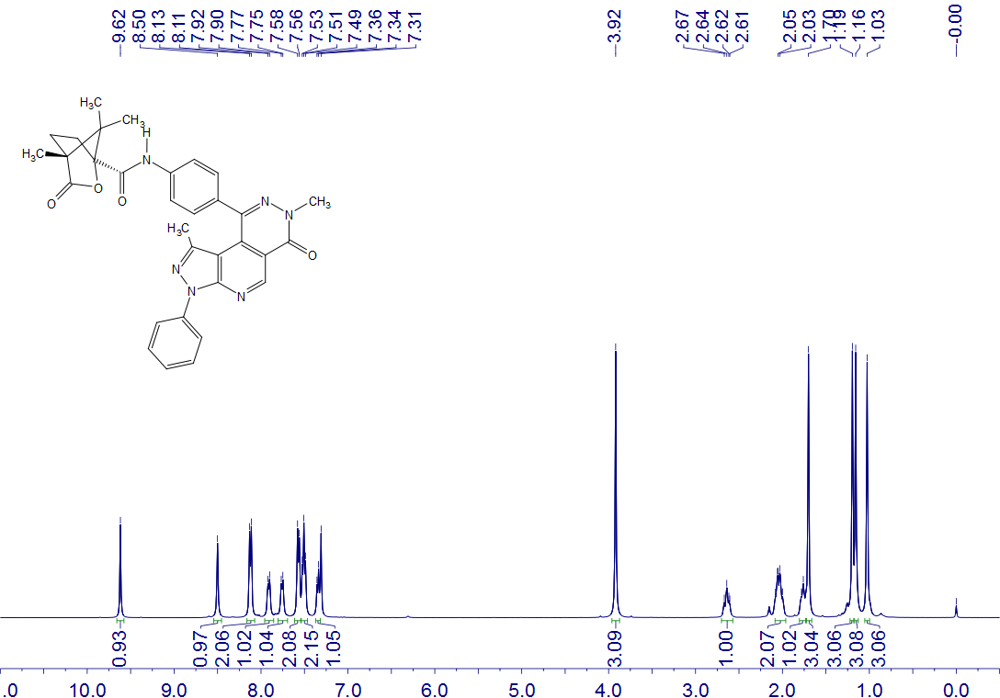 9.62
8.50
8.13
8.11
7.92
7.90
7.77
7.75
7.58
7.56
7.53
7.51
7.49
7.36
7.34
7.31
3.92
2.67
2.64
2.62
2.61
2.05
2.03
1.70
1.19
1.16
1.03
-0.00
H₃C
CH₃
H
H₃C
N
O
O
O
N
N
CH₃
H₃C
O
N
N
N
0.93
0.97
2.06
1.02
1.04
2.08
2.15
1.05
3.09
1.00
2.07
1.02
3.04
3.06
3.08
3.06
.0 10.0 9.0 8.0 7.0 6.0 5.0 4.0 3.0 2.0 1.0 0.0